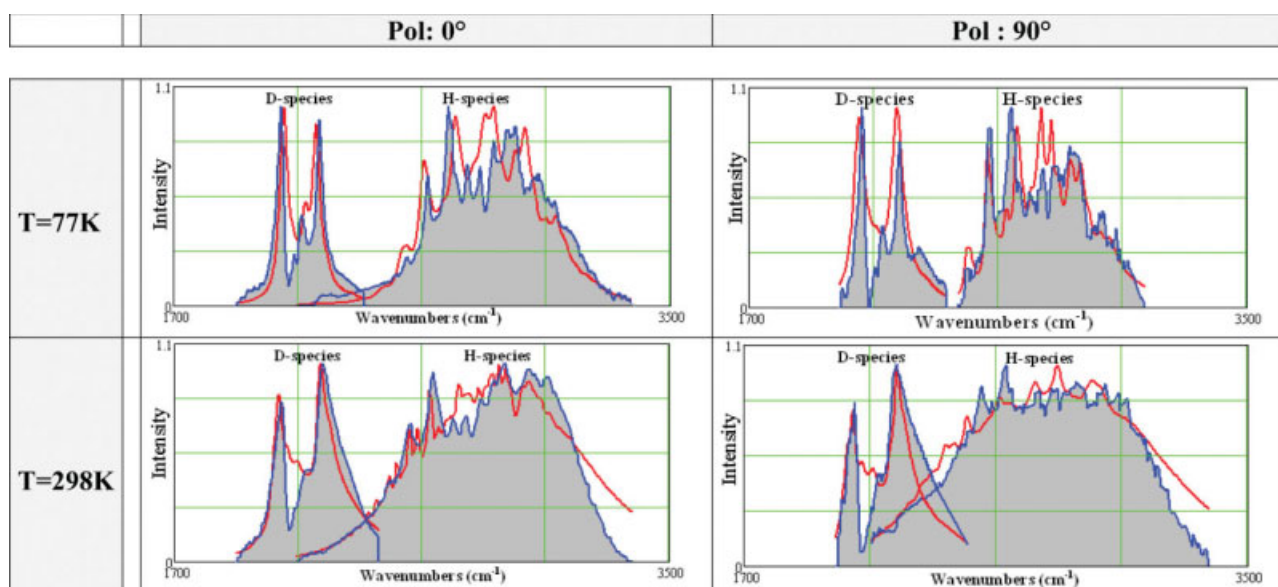 Pol: 0°
Pol : 90°
T=77K
1.1
D-species
H-species
Intensity
0
1700
Wavenumbers (cm-1)
3500
1.1
D-species
H-species
Intensity
0
1700
Wavenumbers (cm-1)
3500
T=298K
1.1
D-species
H-species
Intensity
0
1700
Wavenumbers (cm-1)
3500
1.1
D-species
H-species
Intensity
0
1700
Wavenumbers (cm-1)
3500